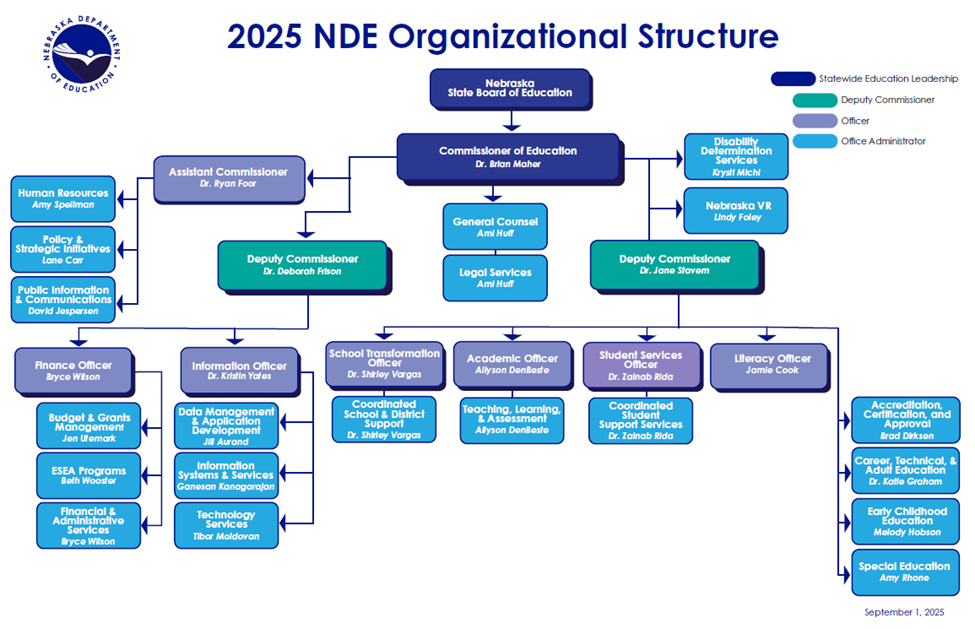 NEBRASKA DEPARTMENT
OF EDUCATION
2025 NDE Organizational Structure
Statewide Education Leadership
Deputy Commissioner
Officer
Office Administrator
Nebraska
State Board of Education
Commissioner of Education
Dr. Brian Maher
Assistant Commissioner
Dr. Ryan Foor
Disability
Determination
Services
Krysti Michl
Nebraska VR
Lindy Foley
Human Resources
Amy Spellman
Policy &
Strategic Initiatives
Lane Carr
Public Information
& Communications
David Jespersen
General Counsel
Ami Huff
Legal Services
Ami Huff
Deputy Commissioner
Dr. Deborah Frison
Deputy Commissioner
Dr. Jane Stavem
Finance Officer
Bryce Wilson
Information Officer
Dr. Kristin Yates
School Transformation
Officer
Dr. Shirley Vargas
Academic Officer
Allyson DenBeste
Student Services
Officer
Dr. Zainab Rida
Literacy Officer
Jamie Cook
Budget & Grants
Management
Jen Utemark
ESEA Programs
Beth Wooster
Financial &
Administrative
Services
Bryce Wilson
Data Management
& Application
Development
Jill Aurand
Information
Systems & Services
Ganesan Kanagarajan
Technology
Services
Tibor Moldovan
Coordinated
School & District
Support
Dr. Shirley Vargas
Teaching, Learning,
& Assessment
Allyson DenBeste
Coordinated
Student
Support Services
Dr. Zainab Rida
Accreditation,
Certification, and
Approval
Brad Dirksen
Career, Technical, &
Adult Education
Dr. Katie Graham
Early Childhood
Education
Melody Hobson
Special Education
Amy Rhone
September 1, 2025